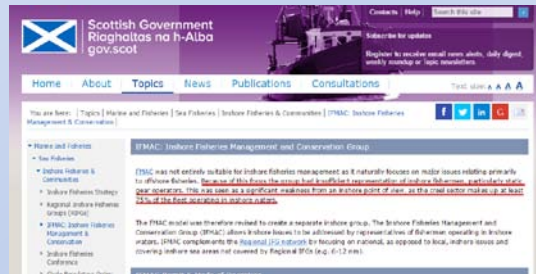 Contacts | Help | Search this site
Scottish Government
Riaghaltas na h-Alba
gov.scot
Subscribe for updates
Register to receive email news alerts, daily digest,
weekly roundup or topic newsletters.
Home About Topics News Publications Consultations
Text size: A A A A
You are here: | Topics | Marine and Fisheries | Sea Fisheries | Inshore Fisheries & Communities | IFMAC: Inshore Fisheries
Management & Conservation |
Marine and Fisheries
Sea Fisheries
Inshore Fisheries &
Communities
Inshore Fisheries Strategy
Regional Inshore Fisheries
Groups (RIFGs)
IFMAC: Inshore Fisheries
Management &
Conservation
Inshore Fisheries
Conference
IFMAC: Inshore Fisheries Management and Conservation Group
FMAC was not entirely suitable for inshore fisheries management as it naturally focuses on major issues relating primarily
to offshore fisheries. Because of this focus the group had insufficient representation of inshore fishermen, particularly static
gear operators. This was seen as a significant weakness from an inshore point of view, as the creel sector makes up at least
75% of the fleet operating in inshore waters.
The FMAC model was therefore revised to create a separate inshore group. The Inshore Fisheries Management and
Conservation Group (IFMAC) allows inshore issues to be addressed by representatives of fishermen operating in inshore
waters. IFMAC complements the Regional IFG network by focusing on national, as opposed to local, inshore issues and
covering inshore sea areas not covered by Regional IFGs (e.g. 6-12 nm).